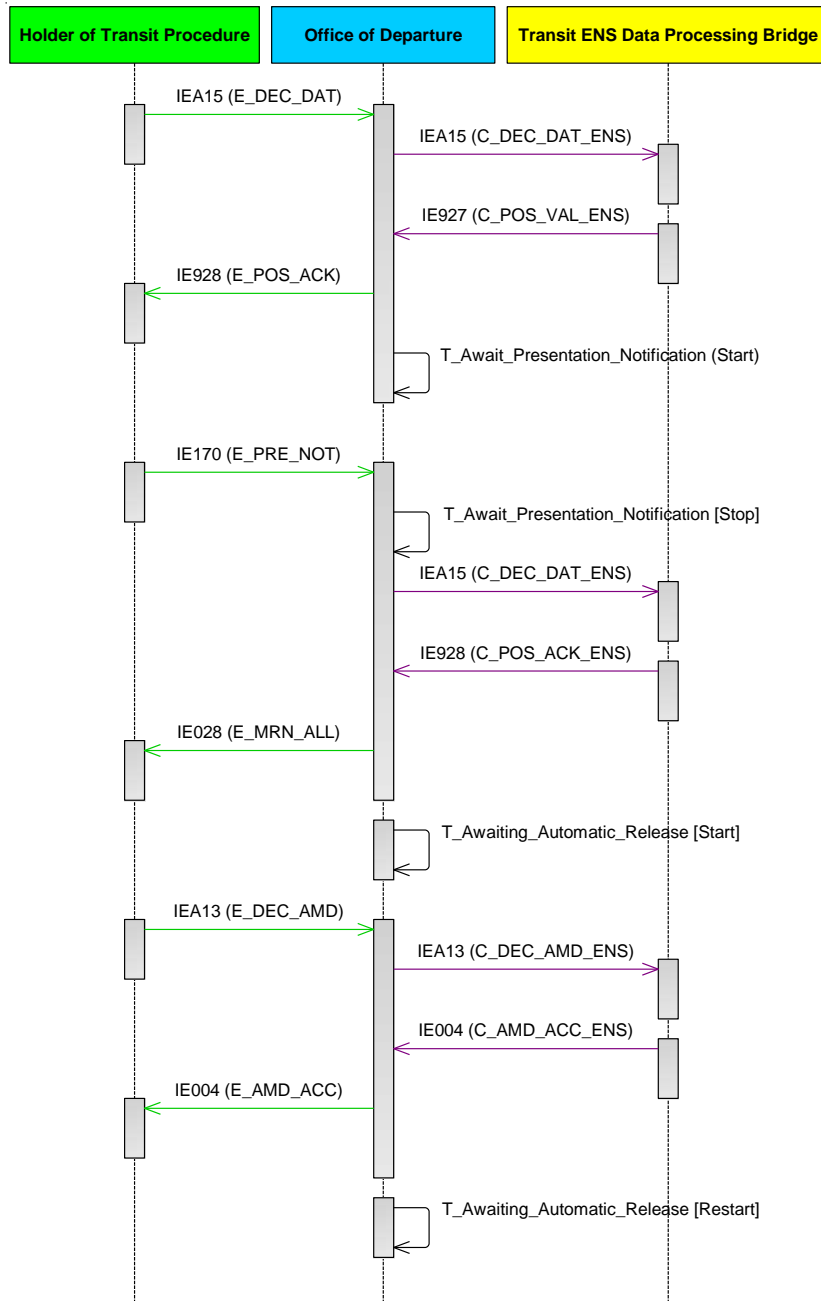 Holder of Transit Procedure
Office of Departure
Transit ENS Data Processing Bridge
IEA15 (E_DEC_DAT)
IEA15 (C_DEC_DAT_ENS)
IE927 (C_POS_VAL_ENS)
IE928 (E_POS_ACK)
T_Await_Presentation_Notification (Start)
IE170 (E_PRE_NOT)
T_Await_Presentation_Notification [Stop]
IEA15 (C_DEC_DAT_ENS)
IE928 (C_POS_ACK_ENS)
IE028 (E_MRN_ALL)
T_Awaiting_Automatic_Release [Start]
IEA13 (E_DEC_AMD)
IEA13 (C_DEC_AMD_ENS)
IE004 (C_AMD_ACC_ENS)
IE004 (E_AMD_ACC)
T_Awaiting_Automatic_Release [Restart]